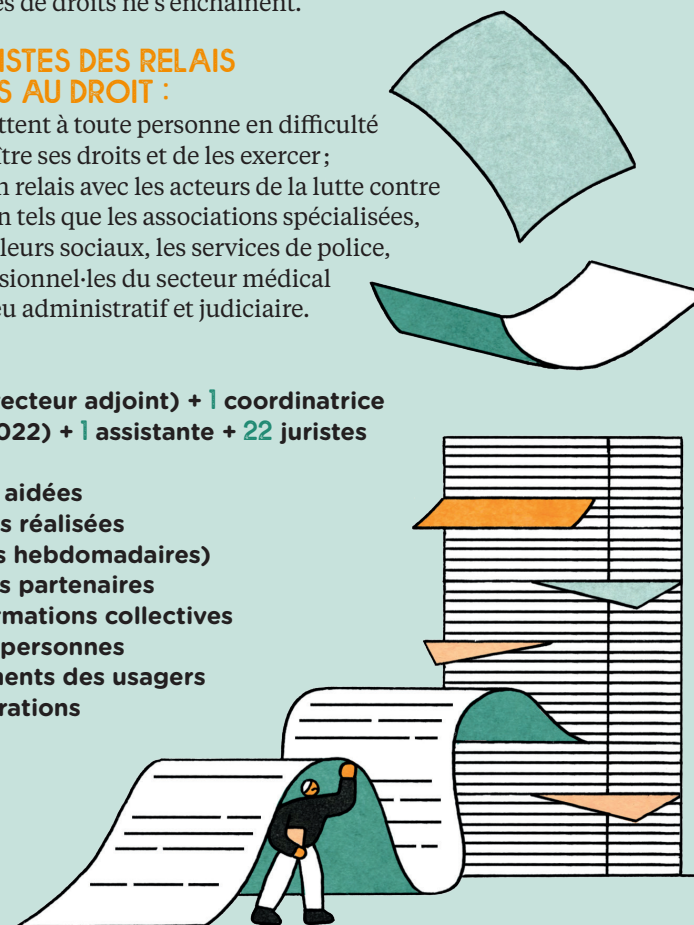 es de droits ne s'enchaînent.
ISTES DES RELAIS
S AU DROIT :
ttent à toute personne en difficulté
ître ses droits et de les exercer ;
n relais avec les acteurs de la lutte contre
n tels que les associations spécialisées,
leurs sociaux, les services de police,
sionnel·les du secteur médical
eu administratif et judiciaire.
recteur adjoint) + 1 coordinatrice
022) + 1 assistante + 22 juristes
aidées
s réalisées
s hebdomadaires)
s partenaires
rmations collectives
personnes
nents des usagers
rations